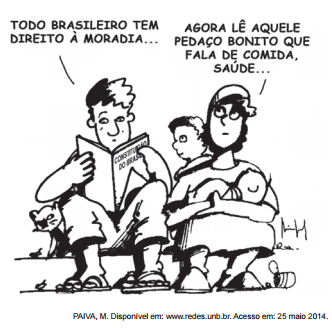 TODO BRASILEIRO TEM
DIREITO À MORADIA...
AGORA LÊ AQUELE
PEDAÇO BONITO QUE
FALA DE COMIDA,
SAÚDE...
CONSTITUIÇÃO
DO BRASIL
PAIVA, M. Disponível em: www.redes.unb.br. Acesso em: 25 maio 2014.